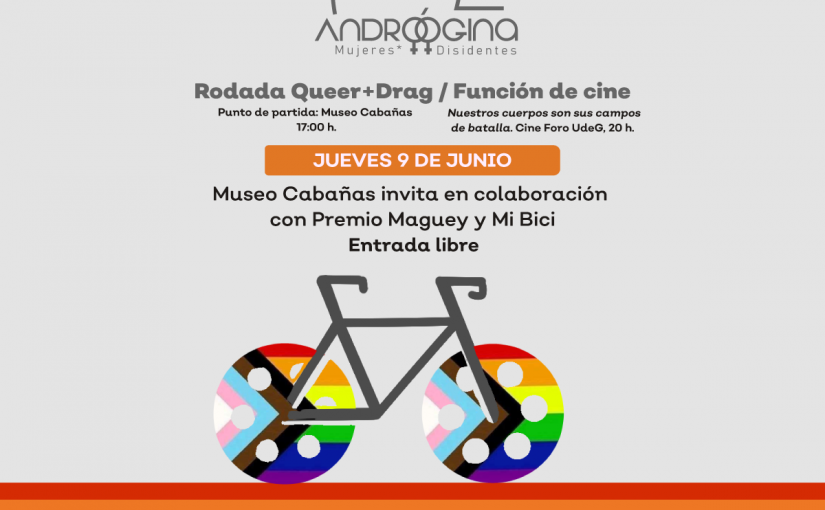 ANDRÓÓGINA
Mujeres* Disidentes
Rodada Queer+Drag / Función de cine
Punto de partida: Museo Cabañas
17:00 h.
Nuestros cuerpos son sus campos
de batalla. Cine Foro UdeG, 20 h.
JUEVES 9 DE JUNIO
Museo Cabañas invita en colaboración
con Premio Maguey y Mi Bici
Entrada libre